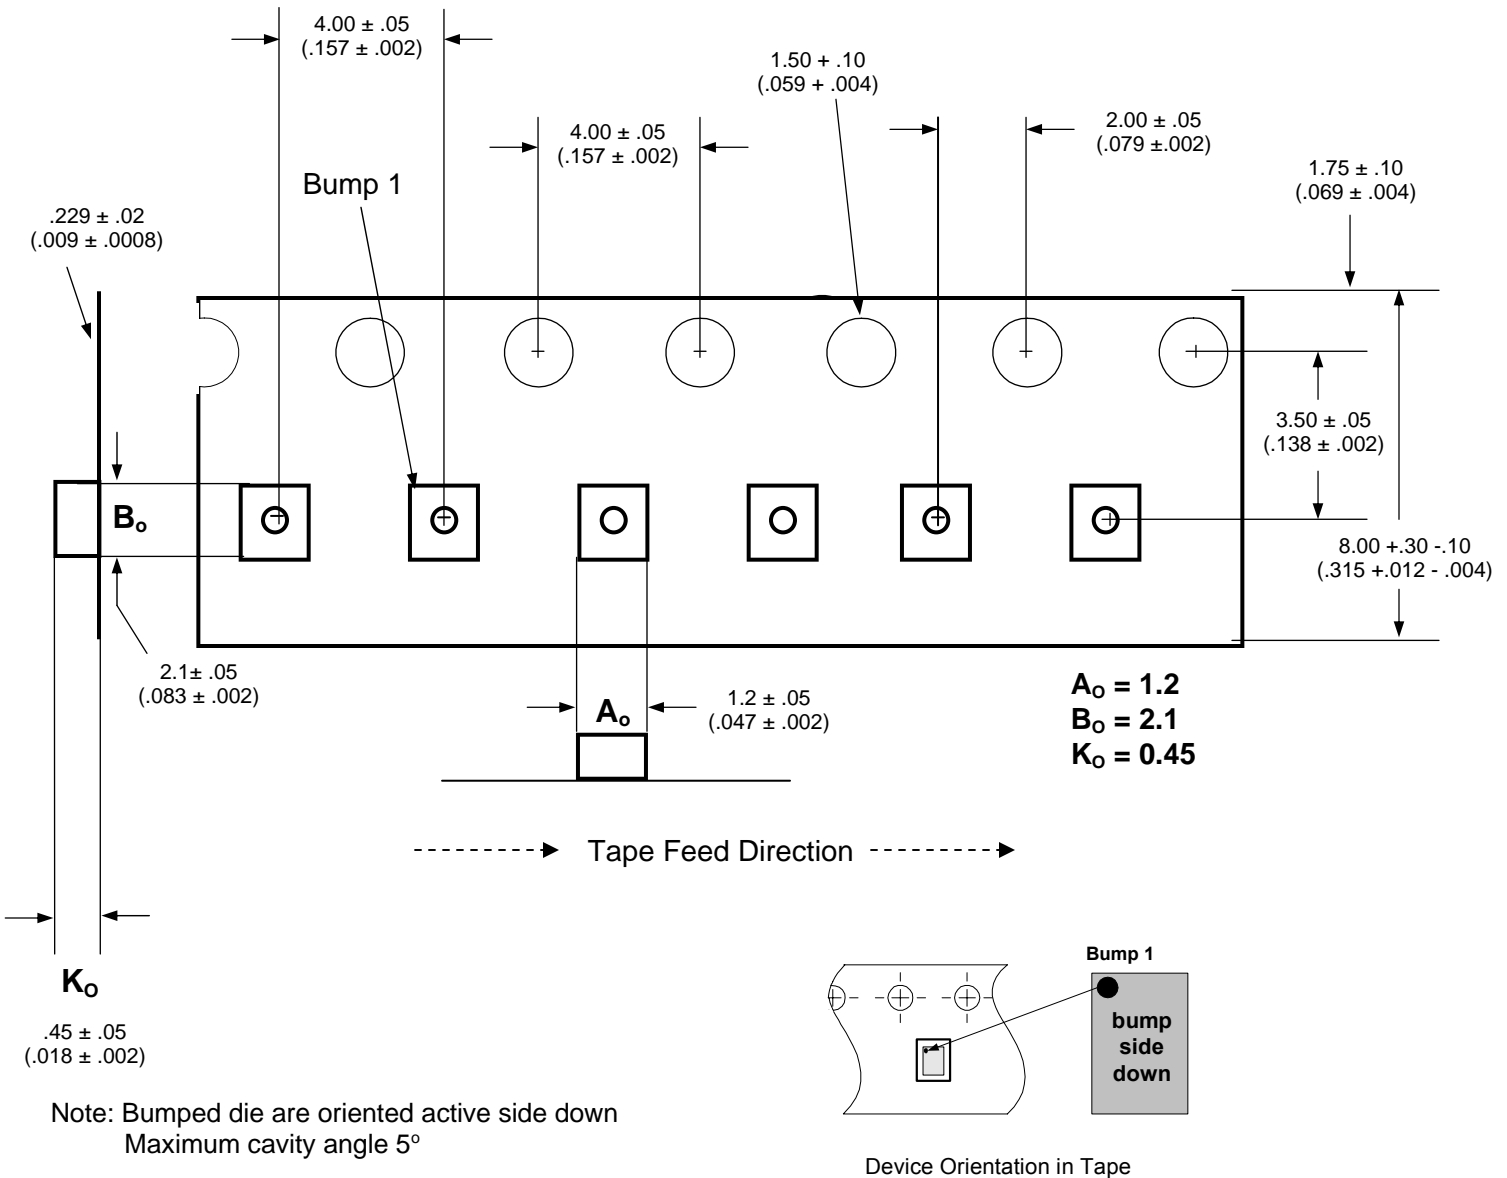 4.00 ± .05
(.157 ± .002)
1.50 + .10
(.059 + .004)
4.00 ± .05
(.157 ± .002)
2.00 ± .05
(.079 ±.002)
1.75 ± .10
(.069 ± .004)
Bump 1
.229 ± .02
(.009 ± .0008)
3.50 ± .05
(.138 ± .002)
Bo
8.00 +.30 -.10
(.315 +.012 - .004)
2.1± .05
(.083 ± .002)
Ao
1.2 ± .05
(.047 ± .002)
AO = 1.2
BO = 2.1
KO = 0.45
Tape Feed Direction
KO
.45 ± .05
(.018 ± .002)
Bump 1
bump
side
down
Note: Bumped die are oriented active side down
Maximum cavity angle 5o
Device Orientation in Tape